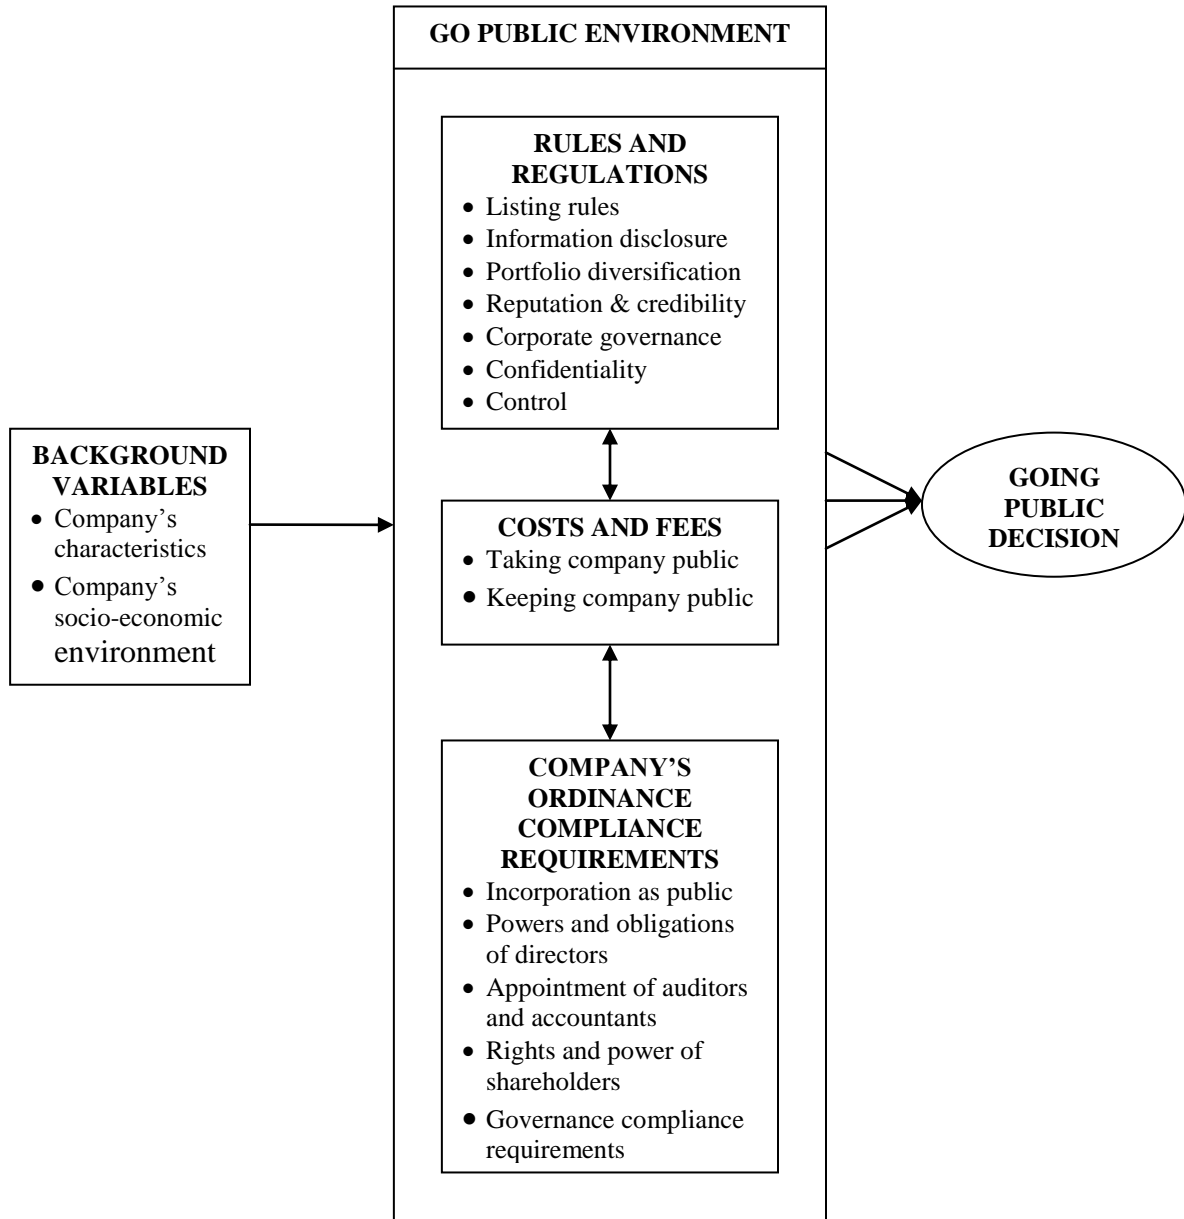 GO PUBLIC ENVIRONMENT
RULES AND
REGULATIONS
• Listing rules
• Information disclosure
• Portfolio diversification
• Reputation & credibility
• Corporate governance
• Confidentiality
• Control
BACKGROUND
VARIABLES
• Company’s
characteristics
• Company’s
socio-economic
environment
COSTS AND FEES
• Taking company public
• Keeping company public
GOING
PUBLIC
DECISION
COMPANY’S
ORDINANCE
COMPLIANCE
REQUIREMENTS
• Incorporation as public
• Powers and obligations
of directors
• Appointment of auditors
and accountants
• Rights and power of
shareholders
• Governance compliance
requirements